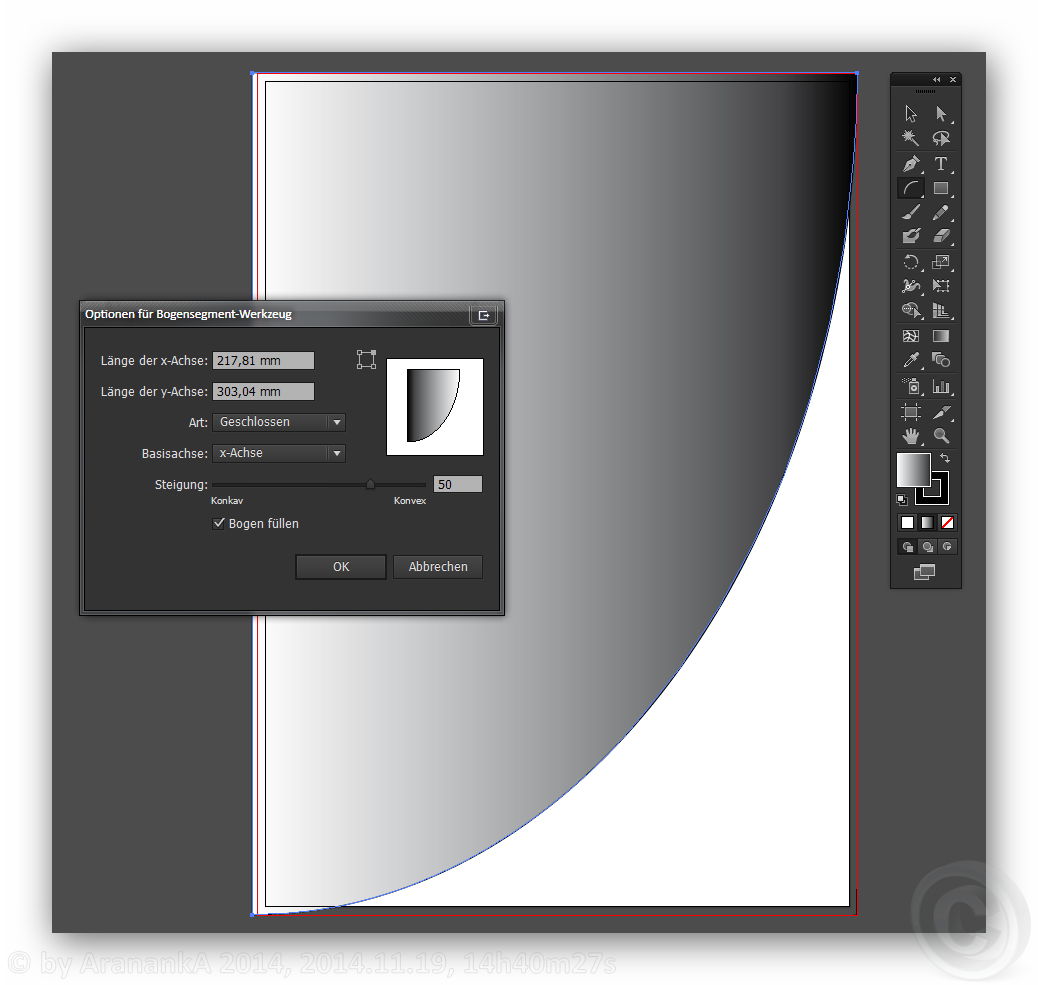 Optionen für Bogensegment-Werkzeug
Länge der x-Achse: 217,81 mm
Länge der y-Achse: 303,04 mm
Art: Geschlossen
Basisachse: x-Achse
Steigung: 50
Konkav Konvex
Bogen füllen
OK Abbrechen
T
© by AranankA 2014, 2014.11.19, 14h40m27s